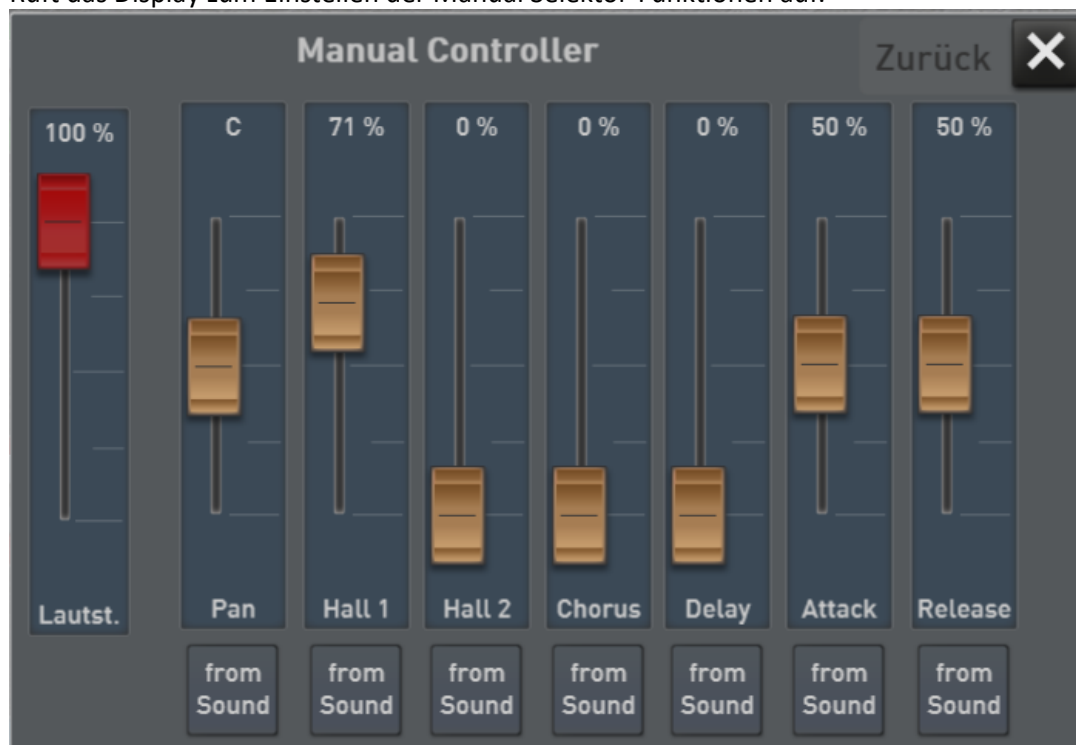 Ruft das Display zum Einstellen der Manual Selektor Funktionen auf.
Manual Controller
Zurück
100 %
C
71 %
0 %
0 %
0 %
50 %
50 %
Lautst.
Pan
Hall 1
Hall 2
Chorus
Delay
Attack
Release
from
Sound
from
Sound
from
Sound
from
Sound
from
Sound
from
Sound
from
Sound